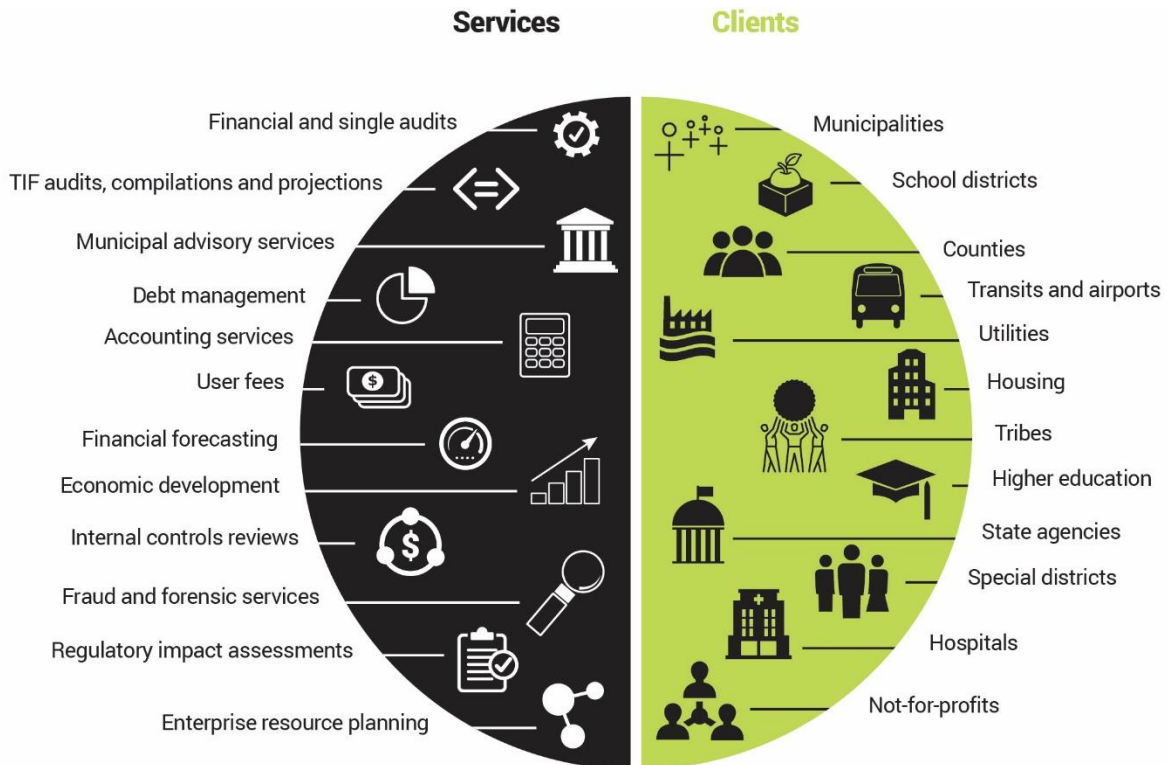 Services
Clients
Financial and single audits
TIF audits, compilations and projections
Municipal advisory services
Debt management
Accounting services
User fees
$
Financial forecasting
Economic development
Internal controls reviews
$
Fraud and forensic services
Regulatory impact assessments
Enterprise resource planning
Municipalities
School districts
Counties
Transits and airports
Utilities
Housing
Tribes
Higher education
State agencies
Special districts
Hospitals
Not-for-profits